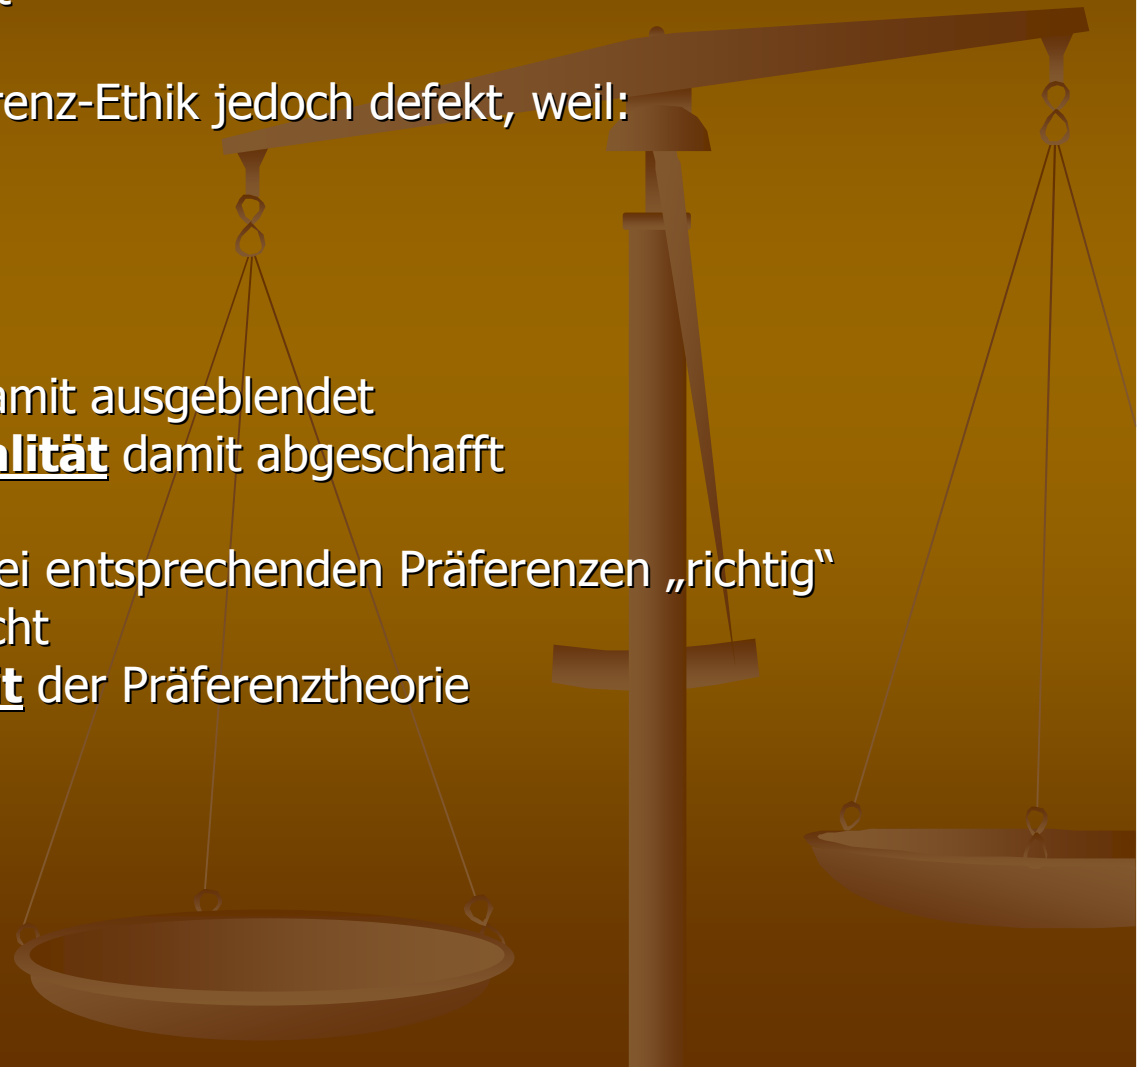 renz-Ethik jedoch defekt, weil:
amit ausgeblendet
alität damit abgeschafft
ei entsprechenden Präferenzen „richtig“
cht
t der Präferenztheorie